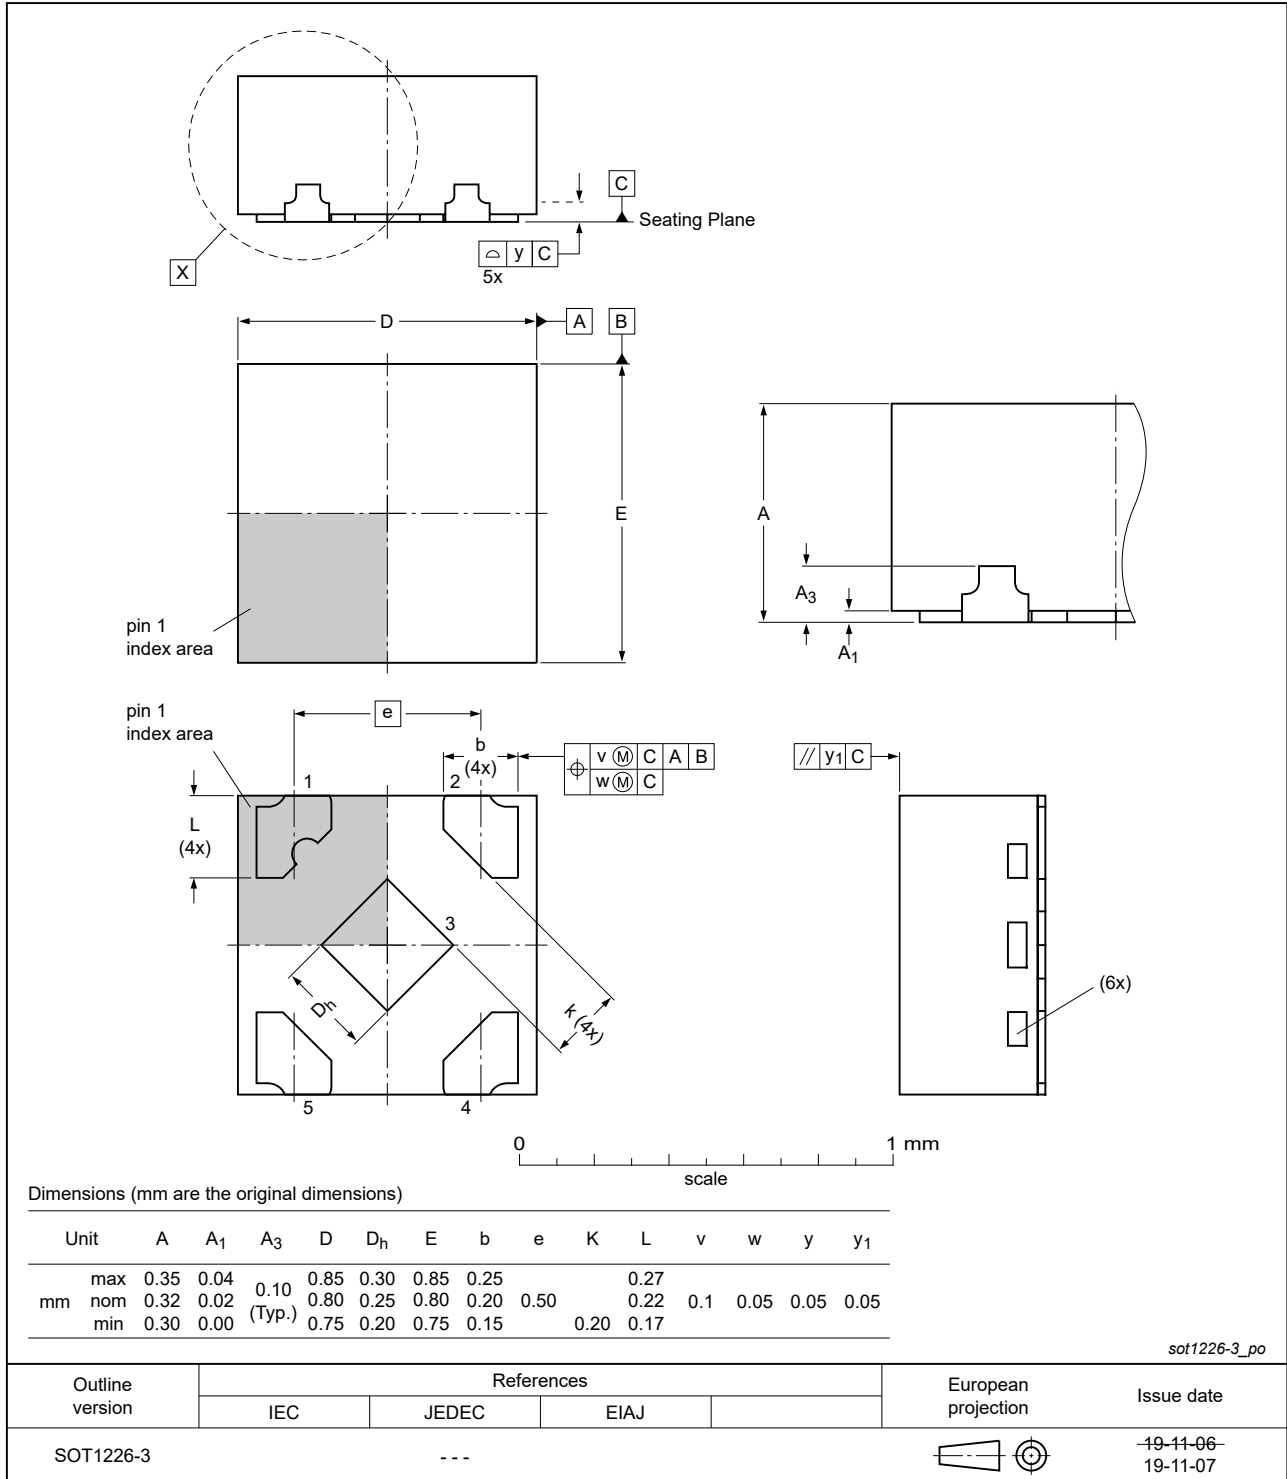 C
Seating Plane
y C
5x
X
D
A
B
E
pin 1
index area
A
A3
A1
pin 1
index area
e
b
(4x)
v M C A B
w M C
// y1 C
1
2
L
(4x)
3
Dh
k (4x)
(6x)
5
4
0
1 mm
scale
Dimensions (mm are the original dimensions)
Unit A A1 A3 D Dh E b e K L v w y y1
mm
max 0.35 0.04 0.85 0.30 0.85 0.25 0.27
nom 0.32 0.02 0.10 (Typ.) 0.80 0.25 0.80 0.20 0.50 0.22 0.1 0.05 0.05 0.05
min 0.30 0.00 0.75 0.20 0.75 0.15 0.20 0.17
sot1226-3_po
Outline
version
References
IEC
JEDEC
EIAJ
European
projection
Issue date
SOT1226-3
- - -
19-11-06
19-11-07